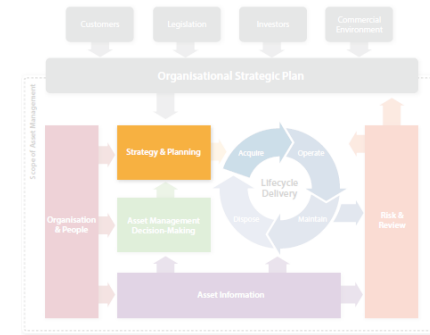 Customers
Legislation
Investors
Commercial
Environment
Organisational Strategic Plan
Scope of Asset Management
Strategy & Planning
Acquire
Operate
Lifecycle
Delivery
Organisation
& People
Asset Management
Decision-Making
Dispose
Maintain
Risk &
Review
Asset Information